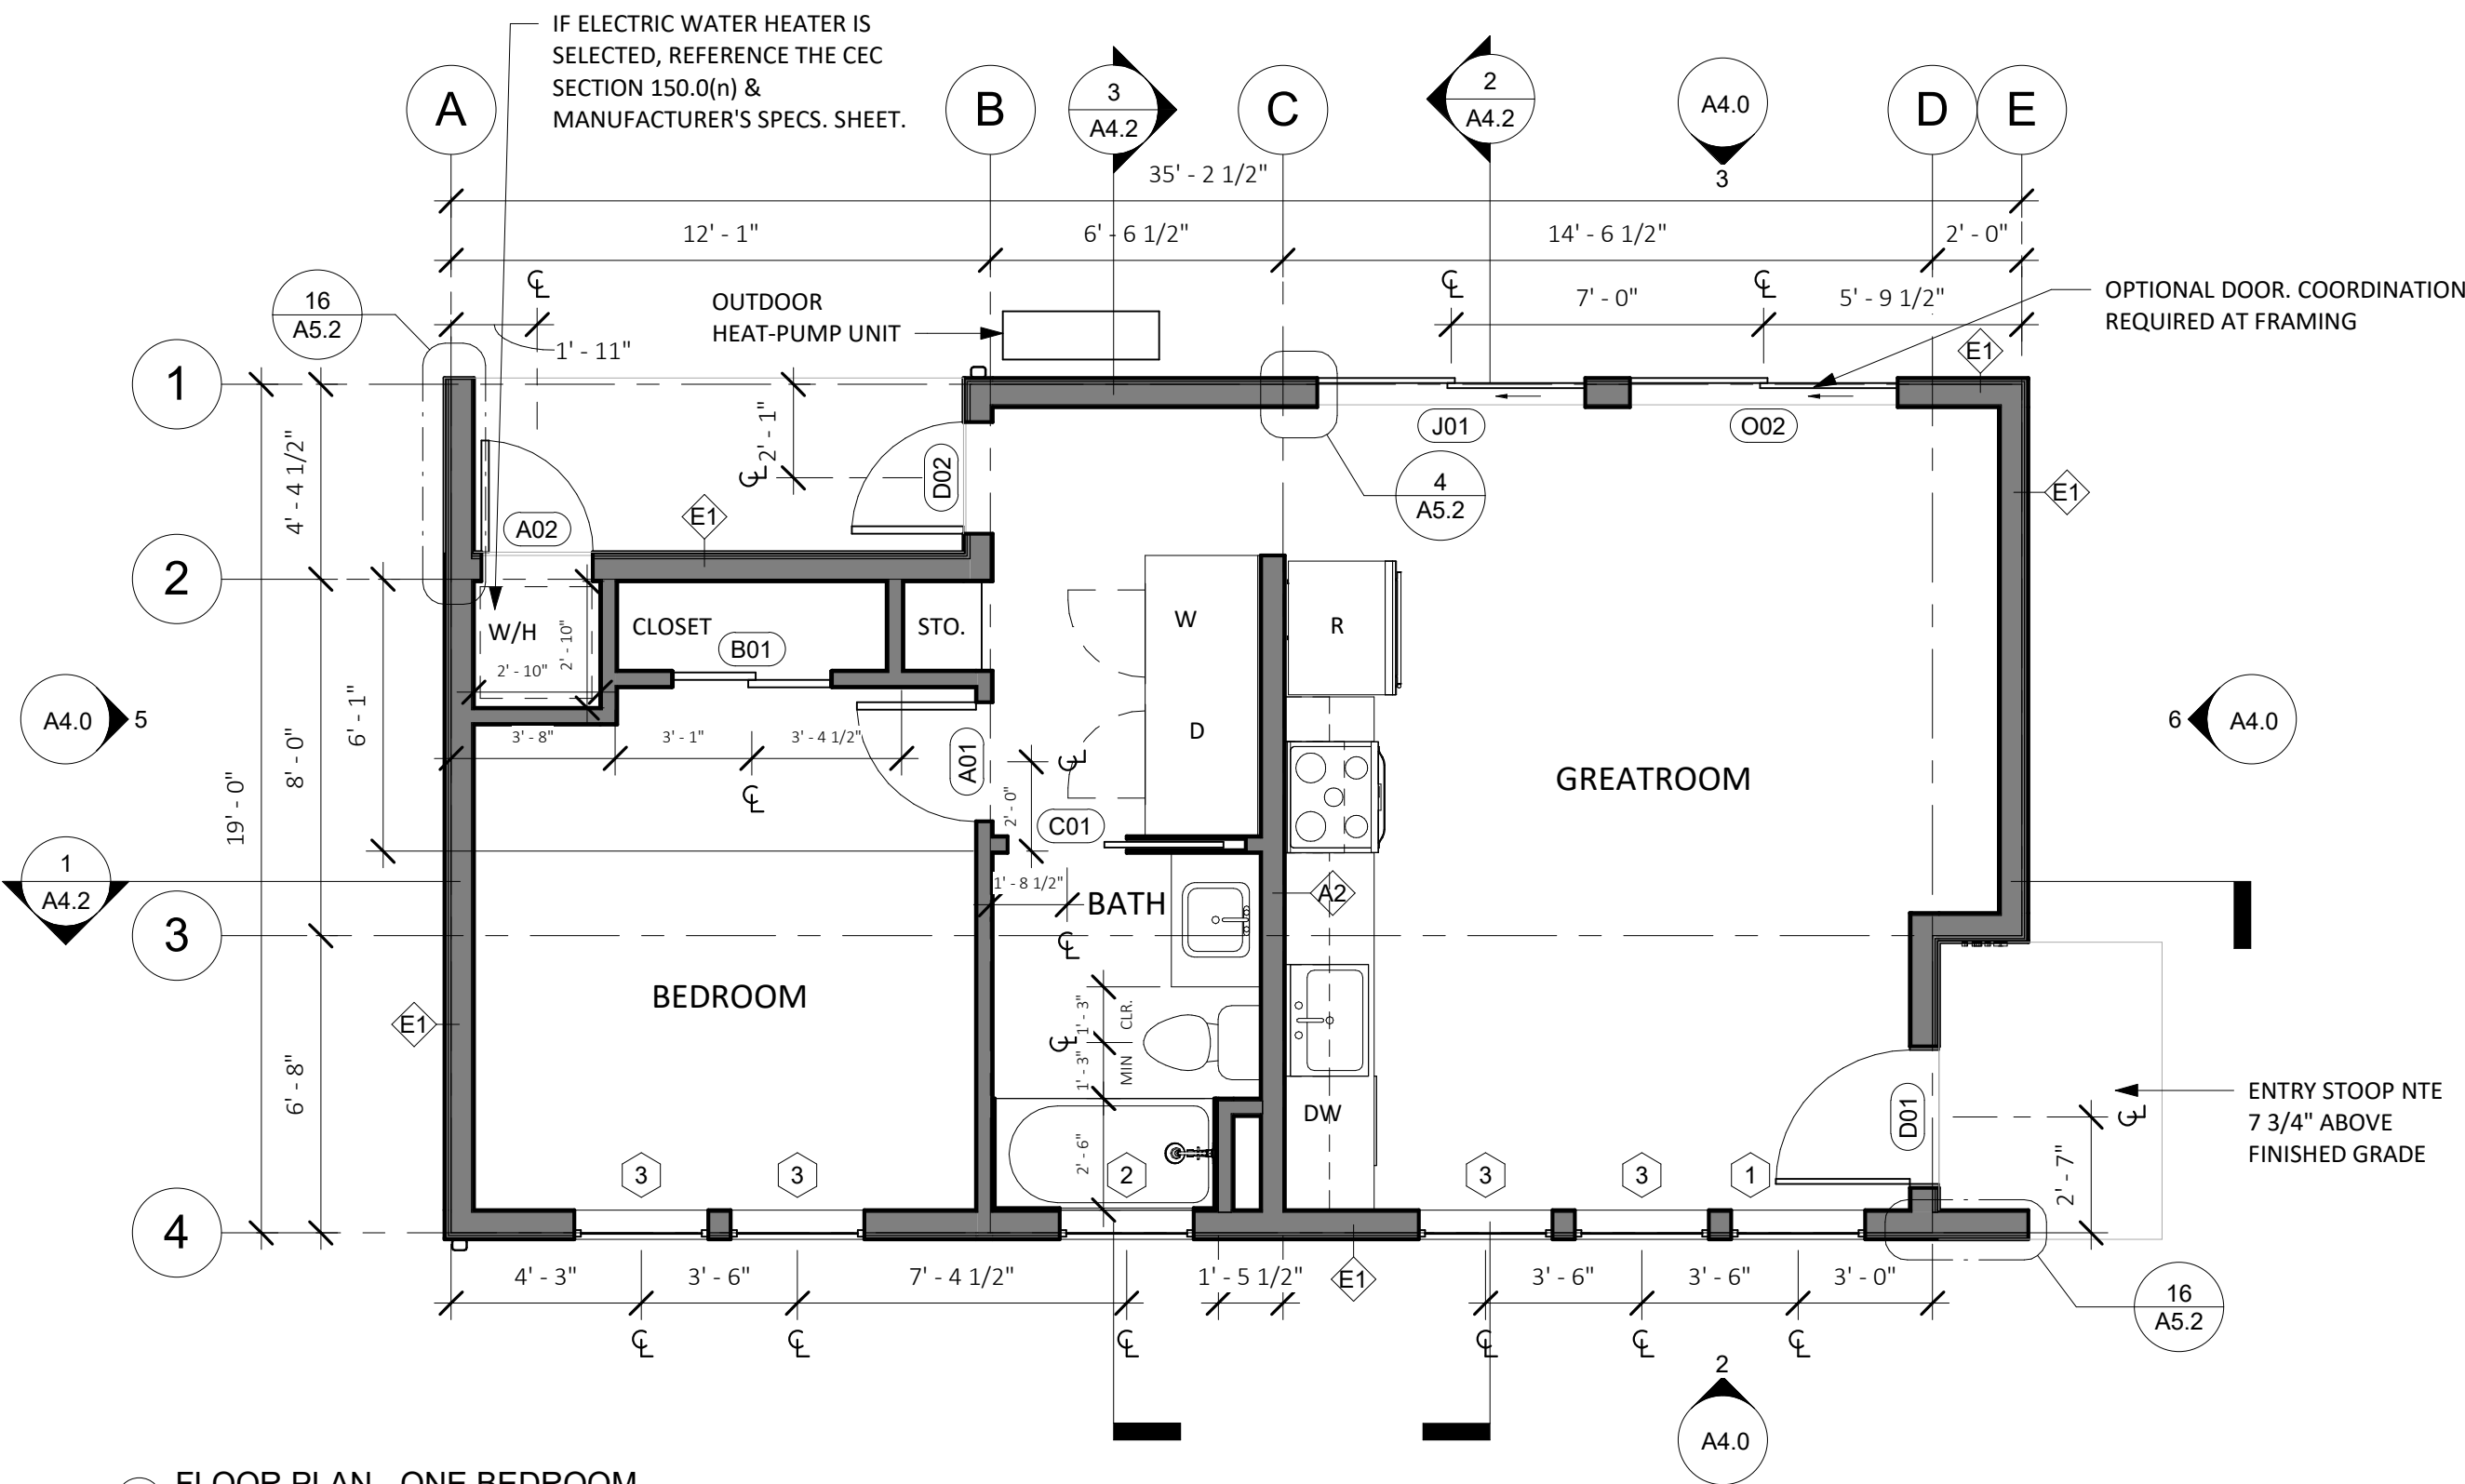 IF ELECTRIC WATER HEATER IS
SELECTED, REFERENCE THE CEC
SECTION 150.0(n) &
MANUFACTURER'S SPECS. SHEET.
A
B
3
A4.2
C
2
A4.2
A4.0
3
D
E
35' - 2 1/2"
12' - 1"
6' - 6 1/2"
14' - 6 1/2"
2' - 0"
16
A5.2
℄
1' - 11"
OUTDOOR
HEAT-PUMP UNIT
℄
7' - 0"
℄
5' - 9 1/2"
OPTIONAL DOOR. COORDINATION
REQUIRED AT FRAMING
E1
1
4' - 4 1/2"
2' - 1"
℄
D02
J01
O02
4
A5.2
E1
A02
E1
2
W/H
2' - 10"
2' - 10"
CLOSET
B01
STO.
W
R
A4.0
5
6' - 1"
8' - 0"
19' - 0"
3' - 8"
3' - 1"
3' - 4 1/2"
℄
A01
℄
D
2' - 0"
C01
GREATROOM
6
A4.0
1
A4.2
1' - 8 1/2"
BATH
A2
℄
3
BEDROOM
E1
1' - 3"
CLR.
℄
1' - 3"
MIN
6' - 8"
2' - 6"
DW
D01
℄
ENTRY STOOP NTE
7 3/4" ABOVE
FINISHED GRADE
2' - 7"
3
3
2
3
3
1
4
4' - 3"
3' - 6"
7' - 4 1/2"
1' - 5 1/2"
E1
3' - 6"
3' - 6"
3' - 0"
16
A5.2
℄
℄
℄
℄
℄
℄
2
A4.0
FLOOR PLAN - ONE BEDROOM